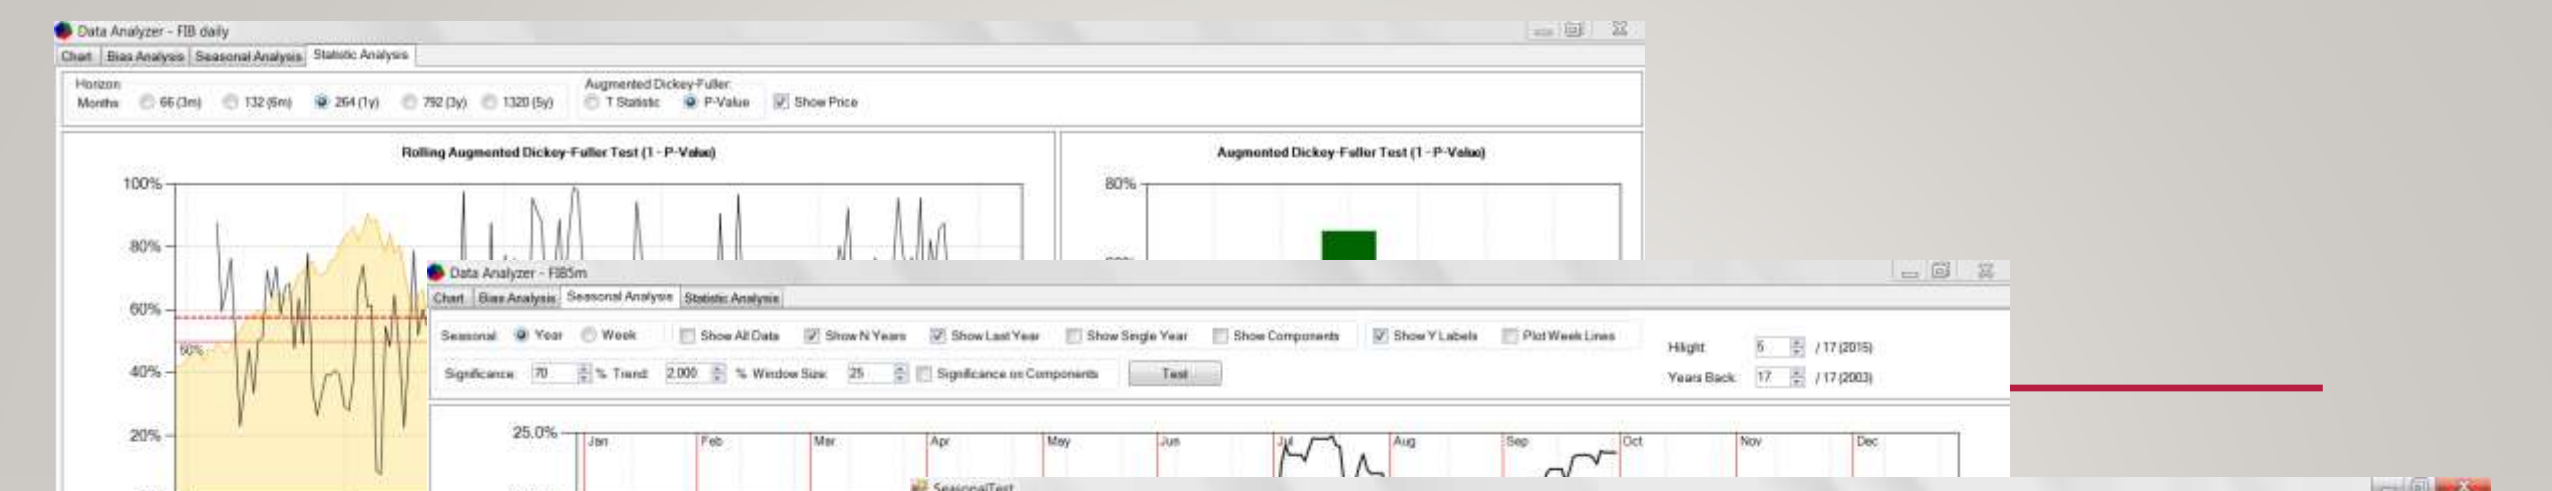 Data Analyzer - FIB daily
Chart Bias Analysis Seasonal Analysis Statistic Analysis
Horizon:
Months: 66 (3m) 132 (6m) 264 (1y) 792 (3y) 1320 (5y)
Augmented Dickey-Fuller:
T Statistic P-Value Show Price
Rolling Augmented Dickey-Fuller Test (1 - P-Value)
100%
80%
60%
50%
40%
20%
Augmented Dickey-Fuller Test (1 - P-Value)
80%
Data Analyzer - FIB5m
Chart Bias Analysis Seasonal Analysis Statistic Analysis
Seasonal: Year Week Show All Data Show N Years Show Last Year Show Single Year Show Components Show Y Labels Plot Week Lines
Significance: 70 % Trend: 2,000 % Window Size: 25 Significance on Components Test
Hilight: 5 / 17 (2015)
Years Back: 17 / 17 (2003)
25.0%
Jan Feb Mar Apr May Jun Jul Aug Sep Oct Nov Dec
SeasonalTest